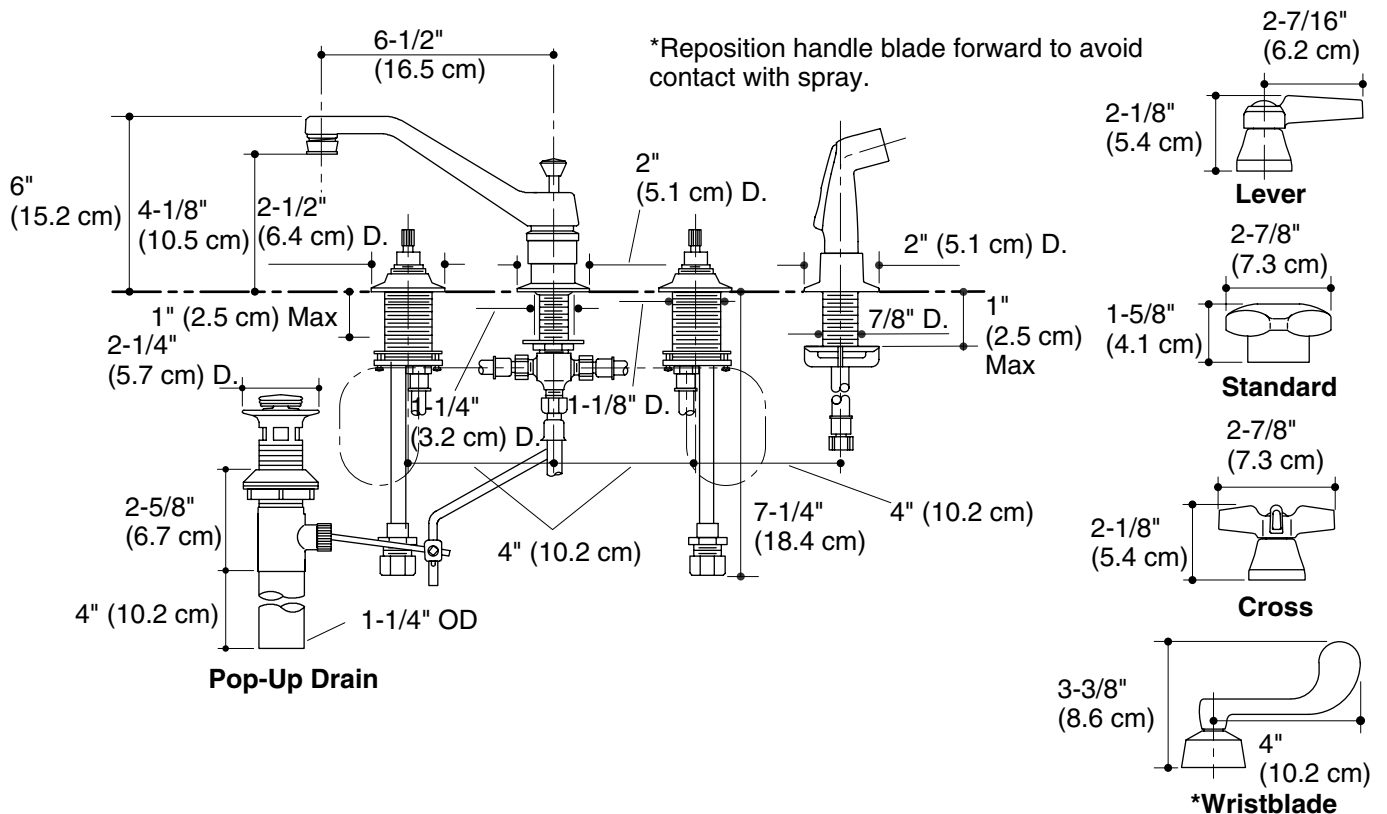 6-1/2"
(16.5 cm)
*Reposition handle blade forward to avoid
contact with spray.
6"
(15.2 cm)
4-1/8"
(10.5 cm)
2-1/2"
(6.4 cm) D.
2"
(5.1 cm) D.
2" (5.1 cm) D.
1" (2.5 cm) Max
7/8" D.
1"
(2.5 cm)
Max
2-1/4"
(5.7 cm) D.
1-1/4"
(3.2 cm) D.
1-1/8" D.
2-5/8"
(6.7 cm)
4" (10.2 cm)
7-1/4"
(18.4 cm)
4" (10.2 cm)
4" (10.2 cm)
1-1/4" OD
Pop-Up Drain
2-7/16"
(6.2 cm)
2-1/8"
(5.4 cm)
Lever
2-7/8"
(7.3 cm)
1-5/8"
(4.1 cm)
Standard
2-7/8"
(7.3 cm)
2-1/8"
(5.4 cm)
Cross
3-3/8"
(8.6 cm)
4"
(10.2 cm)
*Wristblade